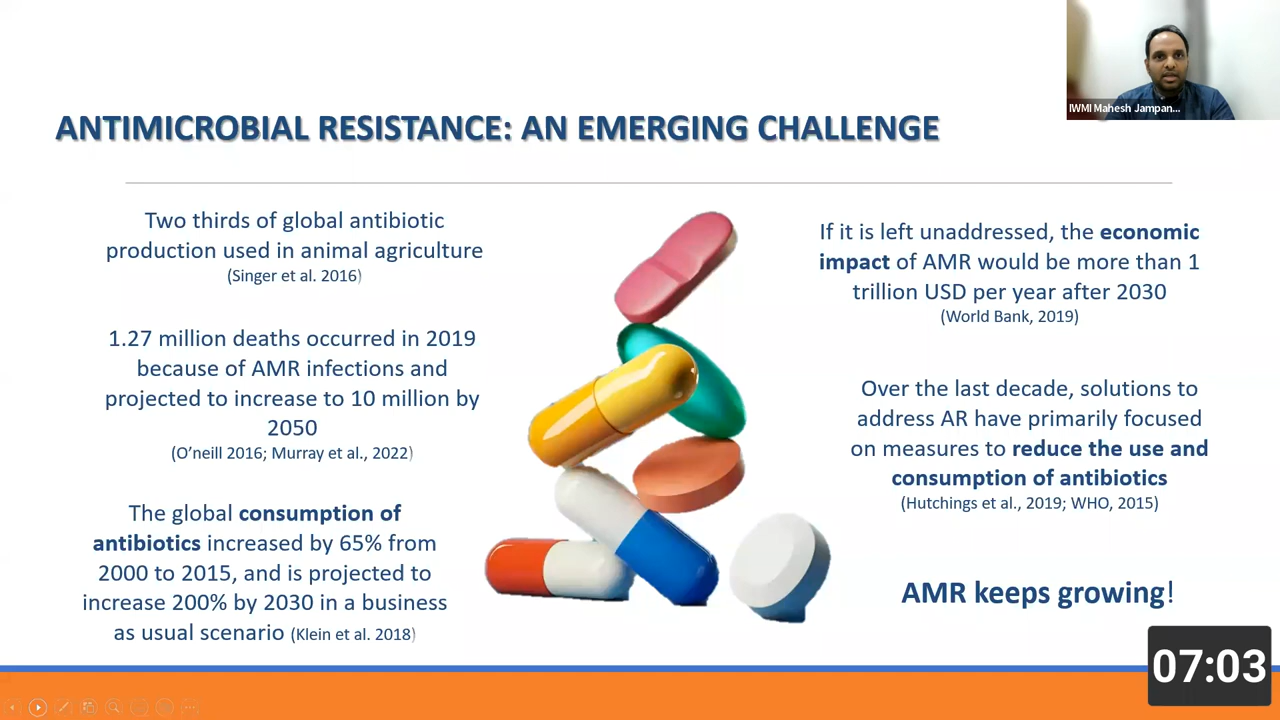 IWMI Mahesh Jampan...
ANTIMICROBIAL RESISTANCE: AN EMERGING CHALLENGE
Two thirds of global antibiotic
production used in animal agriculture
(Singer et al. 2016)
1.27 million deaths occurred in 2019
because of AMR infections and
projected to increase to 10 million by
2050
(O’neill 2016; Murray et al., 2022)
The global consumption of
antibiotics increased by 65% from
2000 to 2015, and is projected to
increase 200% by 2030 in a business
as usual scenario (Klein et al. 2018)
If it is left unaddressed, the economic
impact of AMR would be more than 1
trillion USD per year after 2030
(World Bank, 2019)
Over the last decade, solutions to
address AR have primarily focused
on measures to reduce the use and
consumption of antibiotics
(Hutchings et al., 2019; WHO, 2015)
AMR keeps growing!
07:03